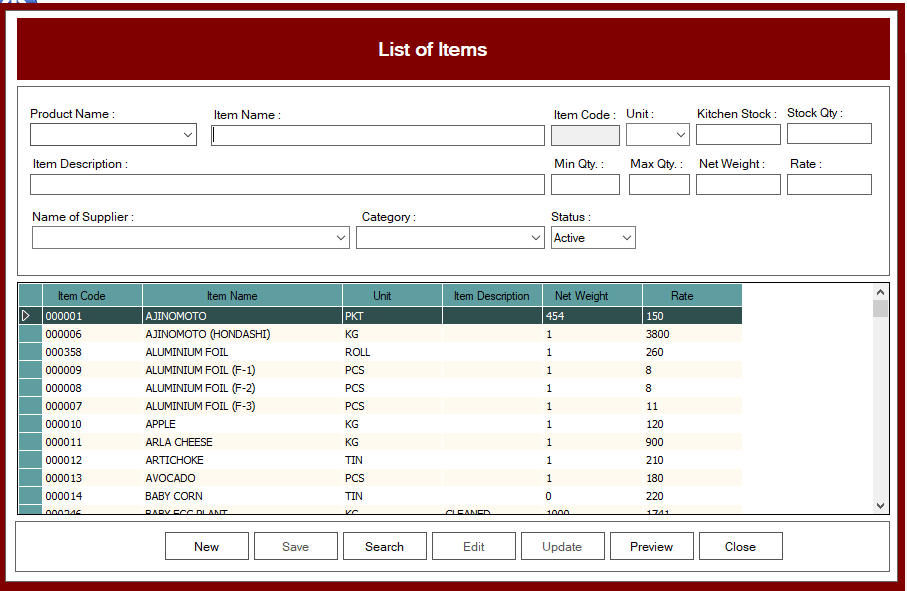 List of Items
Product Name :
Item Name :
Item Code :
Unit :
Kitchen Stock :
Stock Qty :
Item Description :
Min Qty. :
Max Qty. :
Net Weight :
Rate :
Name of Supplier :
Category :
Status :
Active
Item Code Item Name Unit Item Description Net Weight Rate
000001 AJINOMOTO PKT 454 150
000006 AJINOMOTO (HONDASHI) KG 1 3800
000358 ALUMINIUM FOIL ROLL 1 260
000009 ALUMINIUM FOIL (F-1) PCS 1 8
000008 ALUMINIUM FOIL (F-2) PCS 1 8
000007 ALUMINIUM FOIL (F-3) PCS 1 11
000010 APPLE KG 1 120
000011 ARLA CHEESE KG 1 900
000012 ARTICHOKE TIN 1 210
000013 AVOCADO PCS 1 180
000014 BABY CORN TIN 0 220
000246 BABY EGG PLANT KG CLEANED 1000 1741
New Save Search Edit Update Preview Close